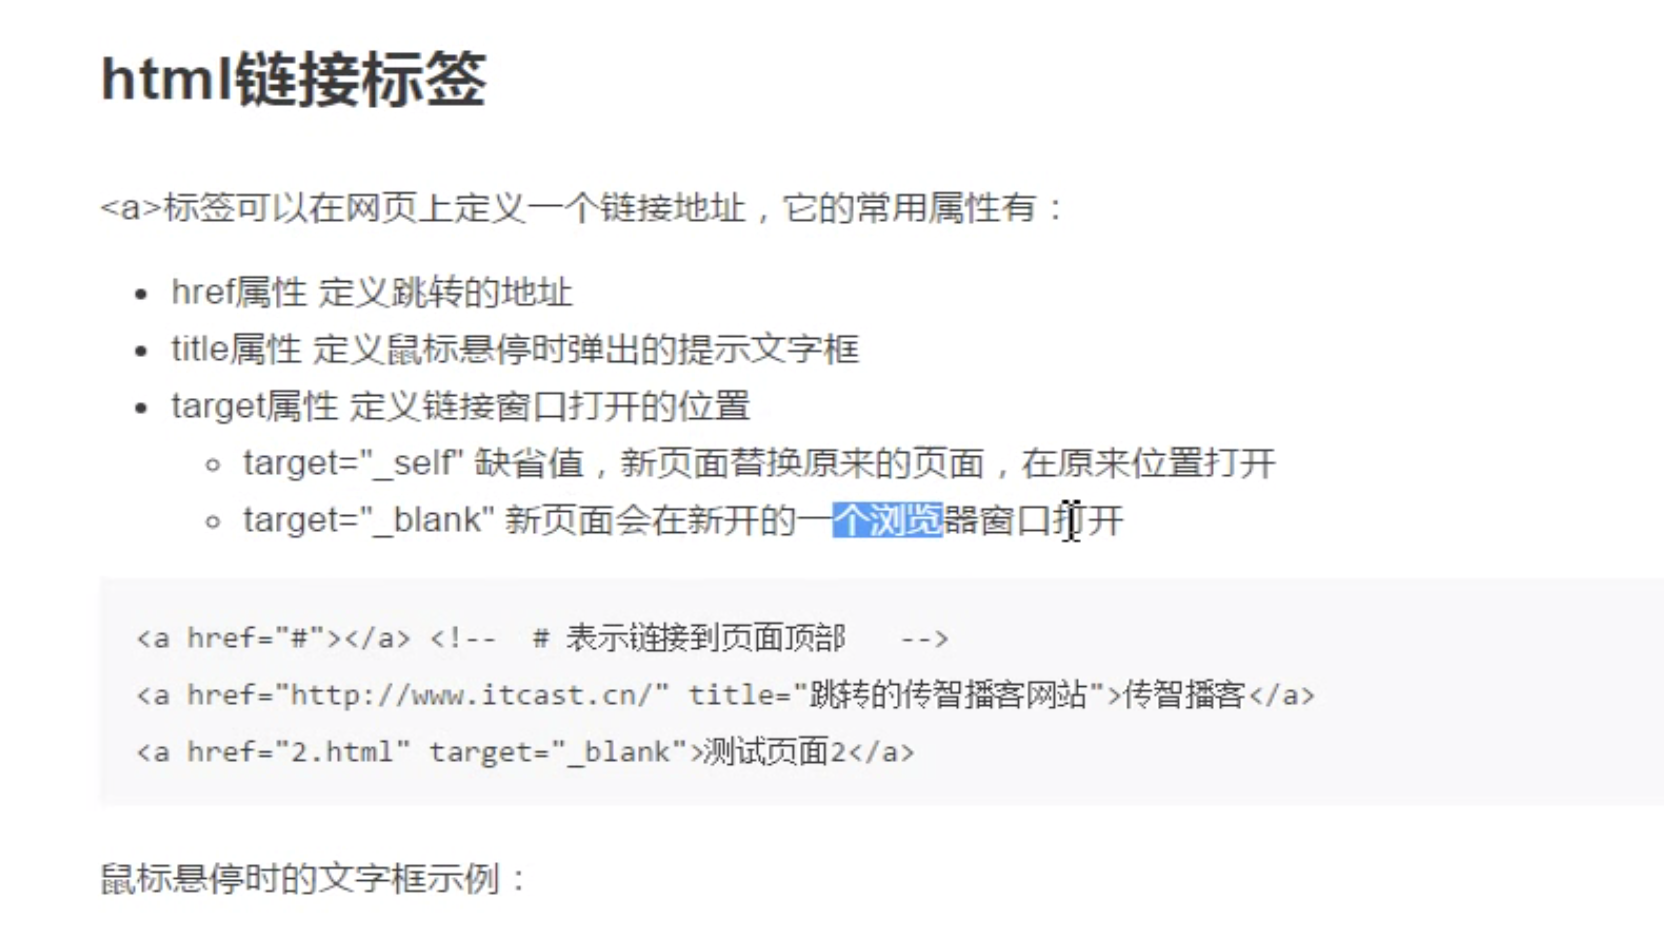 html链接标签
<a>标签可以在网页上定义一个链接地址，它的常用属性有：
href属性 定义跳转的地址
title属性 定义鼠标悬停时弹出的提示文字框
target属性 定义链接窗口打开的位置
target="_self" 缺省值，新页面替换原来的页面，在原来位置打开
target="_blank" 新页面会在新开的一个浏览器窗口打开
<a href="#"></a> <!--  # 表示链接到页面顶部   -->
<a href="http://www.itcast.cn/" title="跳转的传智播客网站">传智播客</a>
<a href="2.html" target="_blank">测试页面2</a>
鼠标悬停时的文字框示例：